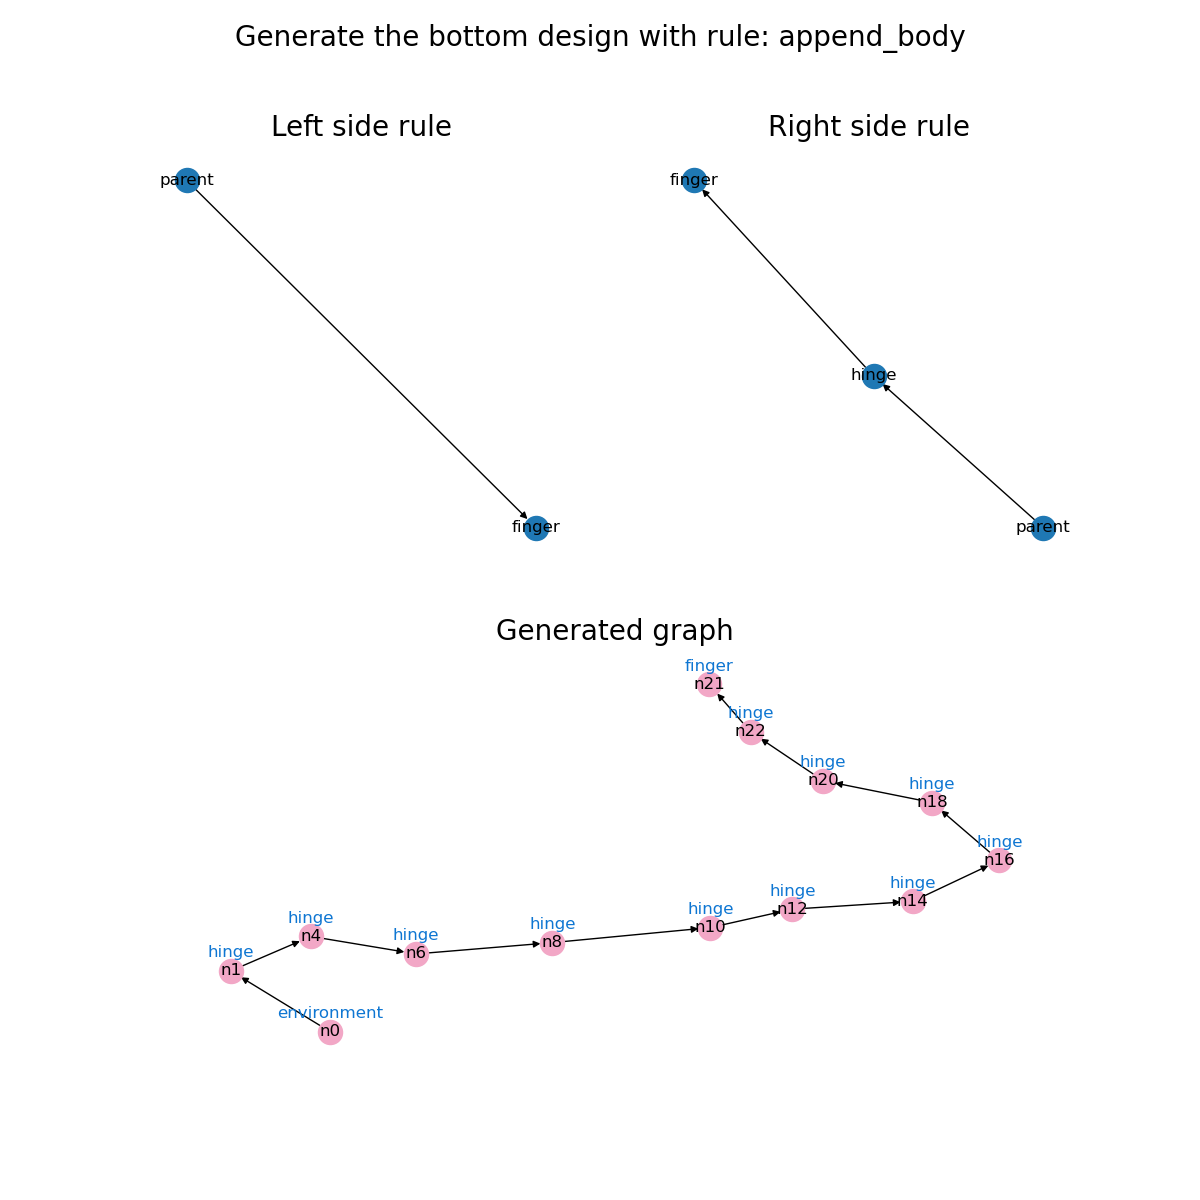 Generate the bottom design with rule: append_body
Left side rule
Right side rule
parent
finger
hinge
finger
parent
Generated graph
finger
n21
hinge
n22
hinge
n20
hinge
n18
hinge
n16
hinge
n14
hinge
n12
hinge
n10
hinge
n4
hinge
n8
hinge
n6
hinge
n1
environment
n0